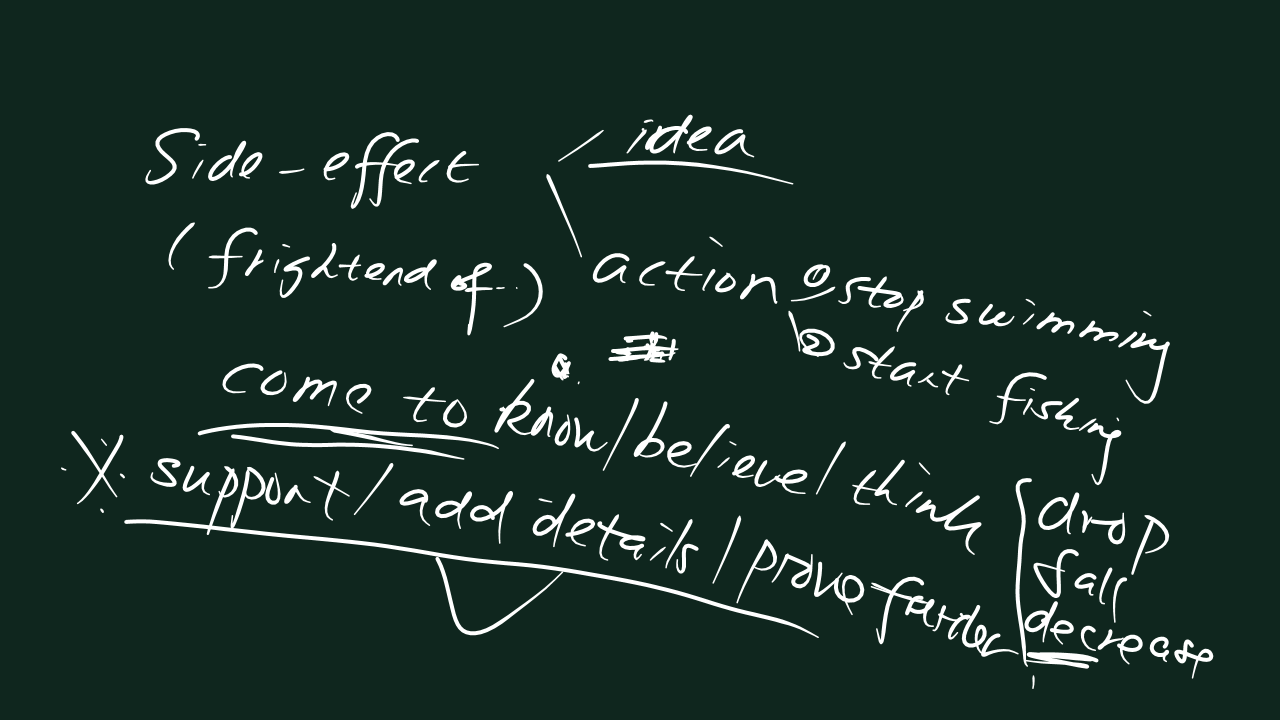 Side-effect
idea
(frightend of..)
action
① stop swimming
② start fishing
come to know/believe/think
support/add details/prove furder
drop
fall
decrease